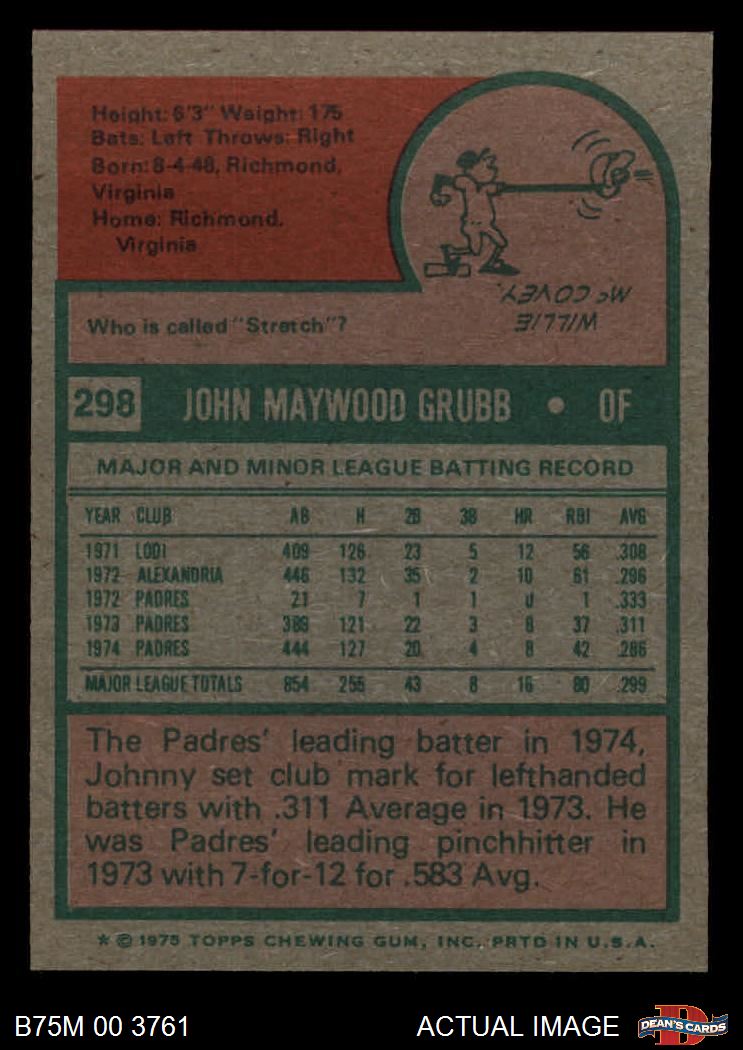 Height: 6'3" Weight: 175
Bats: Left Throws: Right
Born: 8-4-48, Richmond,
Virginia
Home: Richmond,
Virginia
WILLIE
McCOVEY.
Who is called "Stretch"?
298 JOHN MAYWOOD GRUBB • OF
MAJOR AND MINOR LEAGUE BATTING RECORD
YEAR CLUB AB H 2B 3B HR RBI AVG
1971 LODI 409 126 23 5 12 56 .308
1972 ALEXANDRIA 446 132 35 2 10 61 .296
1972 PADRES 21 7 1 1 0 1 .333
1973 PADRES 389 121 22 3 8 37 .311
1974 PADRES 444 127 20 4 8 42 .286
MAJOR LEAGUE TOTALS 854 255 43 8 16 80 .299
The Padres' leading batter in 1974,
Johnny set club mark for lefthanded
batters with .311 Average in 1973. He
was Padres' leading pinchhitter in
1973 with 7-for-12 for .583 Avg.
* © 1975 TOPPS CHEWING GUM, INC. PRTD IN U.S.A.
B75M 00 3761 ACTUAL IMAGE DEAN'S CARDS